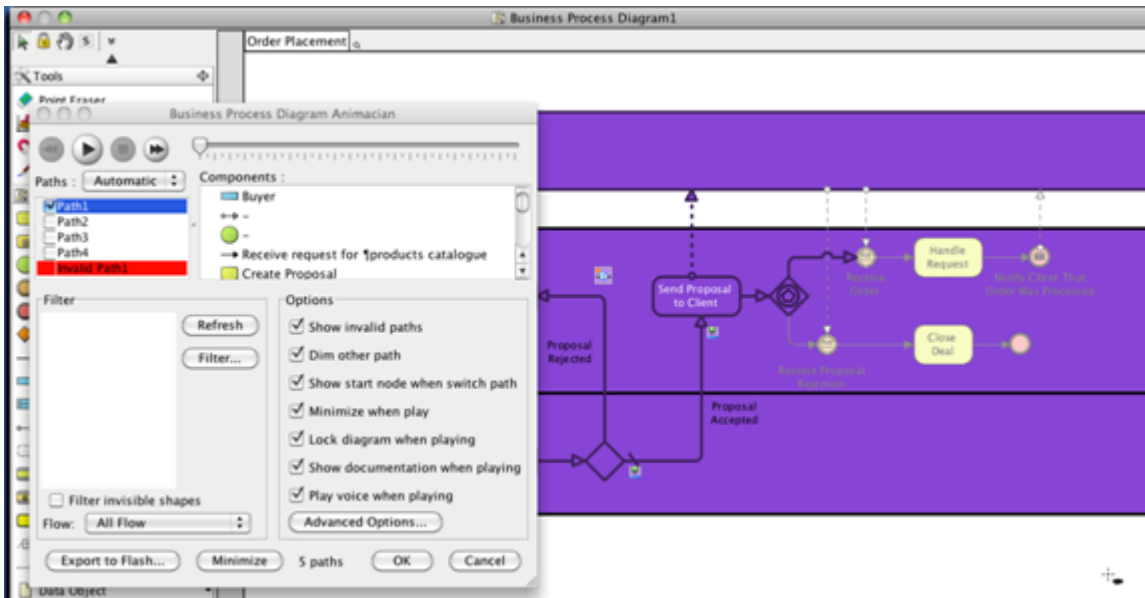 Business Process Diagram1
S
Order Placement
Tools
Point Eraser
Business Process Diagram Animacian
Paths : Automatic
Components :
Path1
Path2
Path3
Path4
Invalid Path1
Buyer
-
-
Receive request for ¶products catalogue
Create Proposal
Filter
Refresh
Filter...
Filter invisible shapes
Flow: All Flow
Options
Show invalid paths
Dim other path
Show start node when switch path
Minimize when play
Lock diagram when playing
Show documentation when playing
Play voice when playing
Advanced Options...
Export to Flash...
Minimize
5 paths
OK
Cancel
Data Object
Proposal
Rejected
Send Proposal
to Client
Proposal
Accepted
Receive
Order
Handle
Request
Notify Client That
Order Was Processed
Receive Proposal
Rejection
Close
Deal